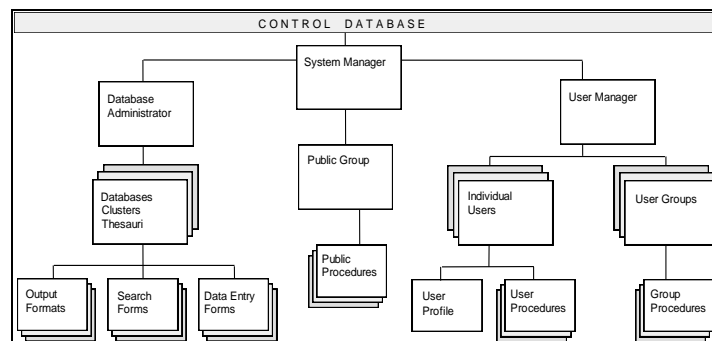 CONTROL DATABASE
System Manager
Database
Administrator
User Manager
Public Group
Databases
Clusters
Thesauri
Individual
Users
User Groups
Public
Procedures
Output
Formats
Search
Forms
Data Entry
Forms
User
Profile
User
Procedures
Group
Procedures